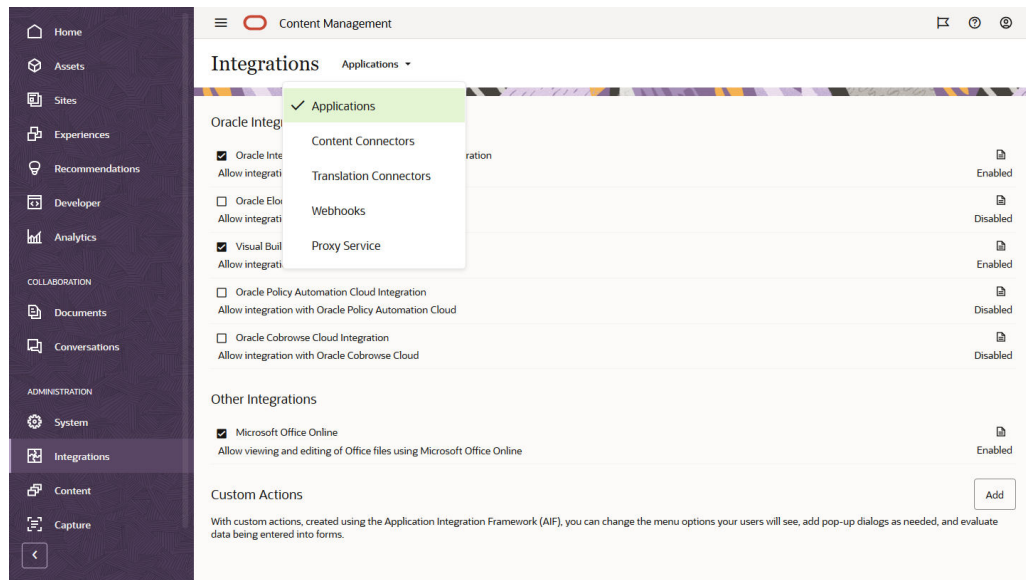 Home
Assets
Sites
Experiences
Recommendations
Developer
Analytics
COLLABORATION
Documents
Conversations
ADMINISTRATION
System
Integrations
Content
Capture
Content Management
Integrations Applications
Applications
Content Connectors
Translation Connectors
Webhooks
Proxy Service
Oracle Integ
Oracle Inte ration
Allow integrati Enabled
Oracle Elo
Allow integrati Disabled
Visual Buil
Allow integrati Enabled
Oracle Policy Automation Cloud Integration
Allow integration with Oracle Policy Automation Cloud Disabled
Oracle Cobrowse Cloud Integration
Allow integration with Oracle Cobrowse Cloud Disabled
Other Integrations
Microsoft Office Online
Allow viewing and editing of Office files using Microsoft Office Online Enabled
Custom Actions Add
With custom actions, created using the Application Integration Framework (AIF), you can change the menu options your users will see, add pop-up dialogs as needed, and evaluate
data being entered into forms.